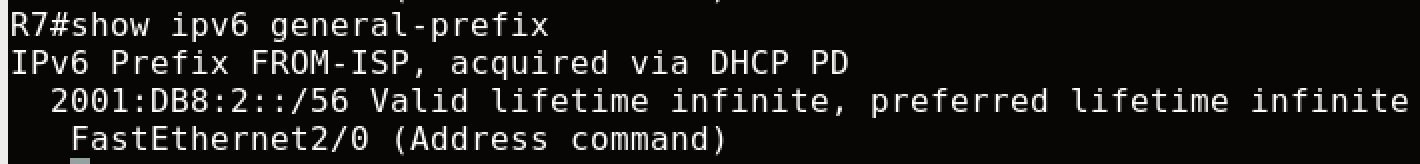 R7#show ipv6 general-prefix
IPv6 Prefix FROM-ISP, acquired via DHCP PD
2001:DB8:2::/56 Valid lifetime infinite, preferred lifetime infinite
FastEthernet2/0 (Address command)